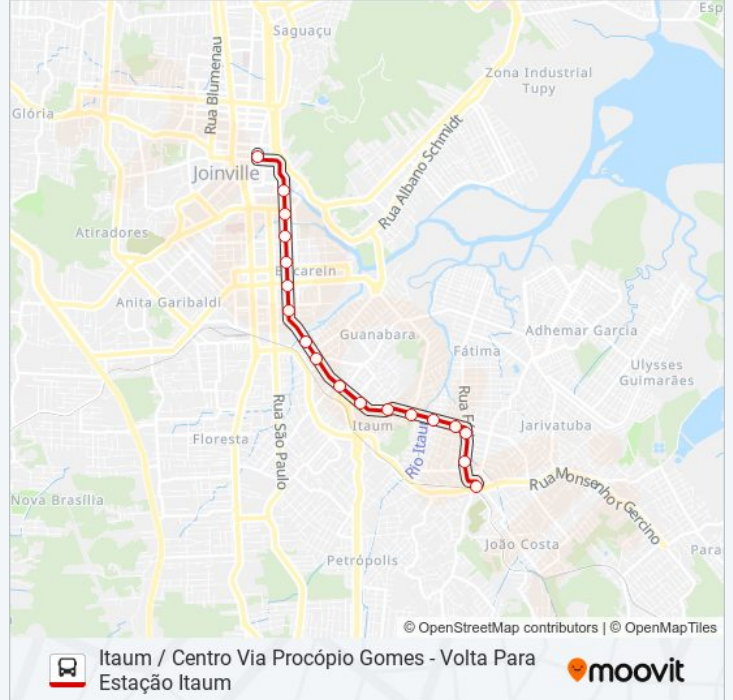 Esp
Saguaçu
Zona Industrial
Tupy
Rua Blumenau
Glória
Rua Albano Schmidt
Joinville
Atiradores
Bucarein
Anita Garibaldi
Guanabara
Adhemar Garcia
Fátima
Ulysses
Guimarães
Rua F
Rua São Paulo
Itaum
Rio Itaum
Jarivatuba
Floresta
Rua Monsenhor Gercino
Nova Brasília
João Costa
Para
Petrópolis
© OpenStreetMap contributors | © OpenMapTiles
Itaum / Centro Via Procópio Gomes - Volta Para
Estação Itaum
moovit